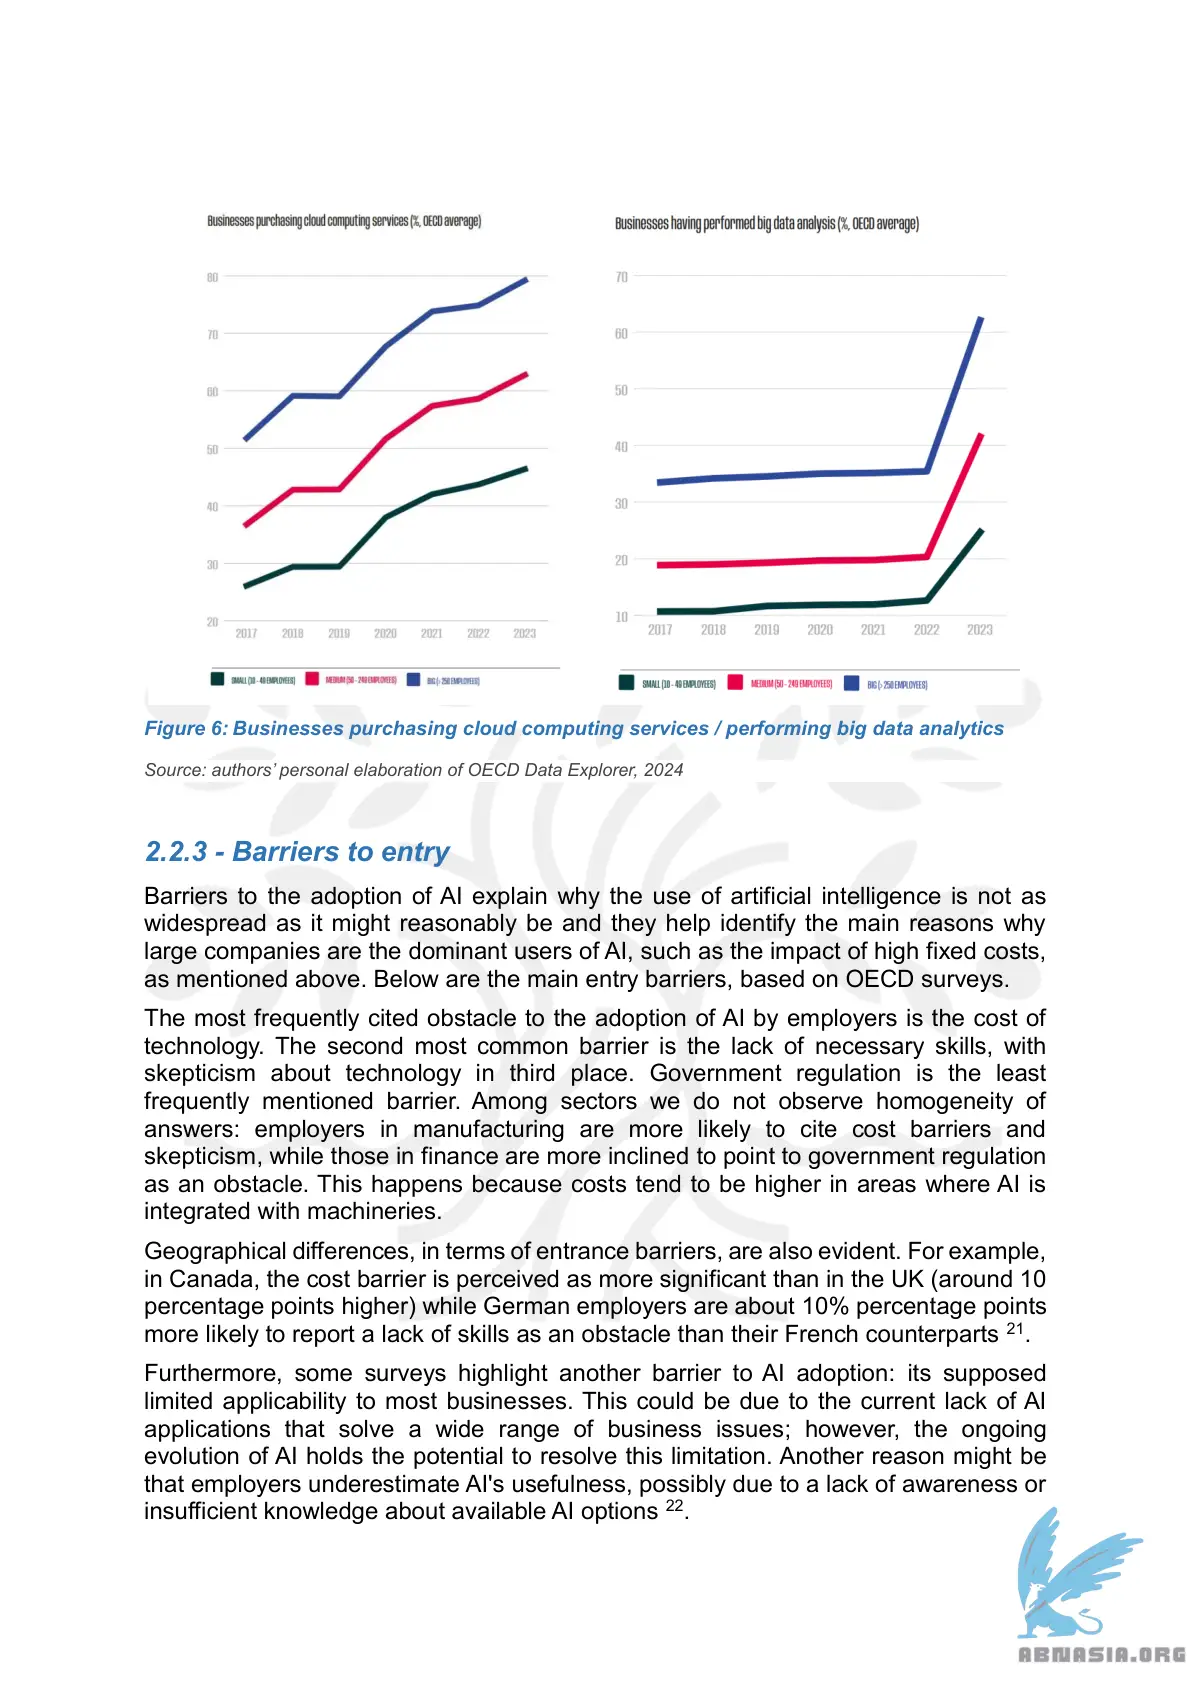 Businesses purchasing cloud computing services (%, OECD average)
80
70
60
50
40
30
20
2017 2018 2019 2020 2021 2022 2023
SMALL (10 - 49 EMPLOYEES) MEDIUM (50 - 249 EMPLOYEES) BIG (> 250 EMPLOYEES)
Businesses having performed big data analysis (%, OECD average)
70
60
50
40
30
20
10
2017 2018 2019 2020 2021 2022 2023
SMALL (10 - 49 EMPLOYEES) MEDIUM (50 - 249 EMPLOYEES) BIG (> 250 EMPLOYEES)
Figure 6: Businesses purchasing cloud computing services / performing big data analytics
Source: authors’ personal elaboration of OECD Data Explorer, 2024
2.2.3 - Barriers to entry
Barriers to the adoption of AI explain why the use of artificial intelligence is not as
widespread as it might reasonably be and they help identify the main reasons why
large companies are the dominant users of AI, such as the impact of high fixed costs,
as mentioned above. Below are the main entry barriers, based on OECD surveys.
The most frequently cited obstacle to the adoption of AI by employers is the cost of
technology. The second most common barrier is the lack of necessary skills, with
skepticism about technology in third place. Government regulation is the least
frequently mentioned barrier. Among sectors we do not observe homogeneity of
answers: employers in manufacturing are more likely to cite cost barriers and
skepticism, while those in finance are more inclined to point to government regulation
as an obstacle. This happens because costs tend to be higher in areas where AI is
integrated with machineries.
Geographical differences, in terms of entrance barriers, are also evident. For example,
in Canada, the cost barrier is perceived as more significant than in the UK (around 10
percentage points higher) while German employers are about 10% percentage points
more likely to report a lack of skills as an obstacle than their French counterparts 21.
Furthermore, some surveys highlight another barrier to AI adoption: its supposed
limited applicability to most businesses. This could be due to the current lack of AI
applications that solve a wide range of business issues; however, the ongoing
evolution of AI holds the potential to resolve this limitation. Another reason might be
that employers underestimate AI's usefulness, possibly due to a lack of awareness or
insufficient knowledge about available AI options 22.
ABNASIA.ORG